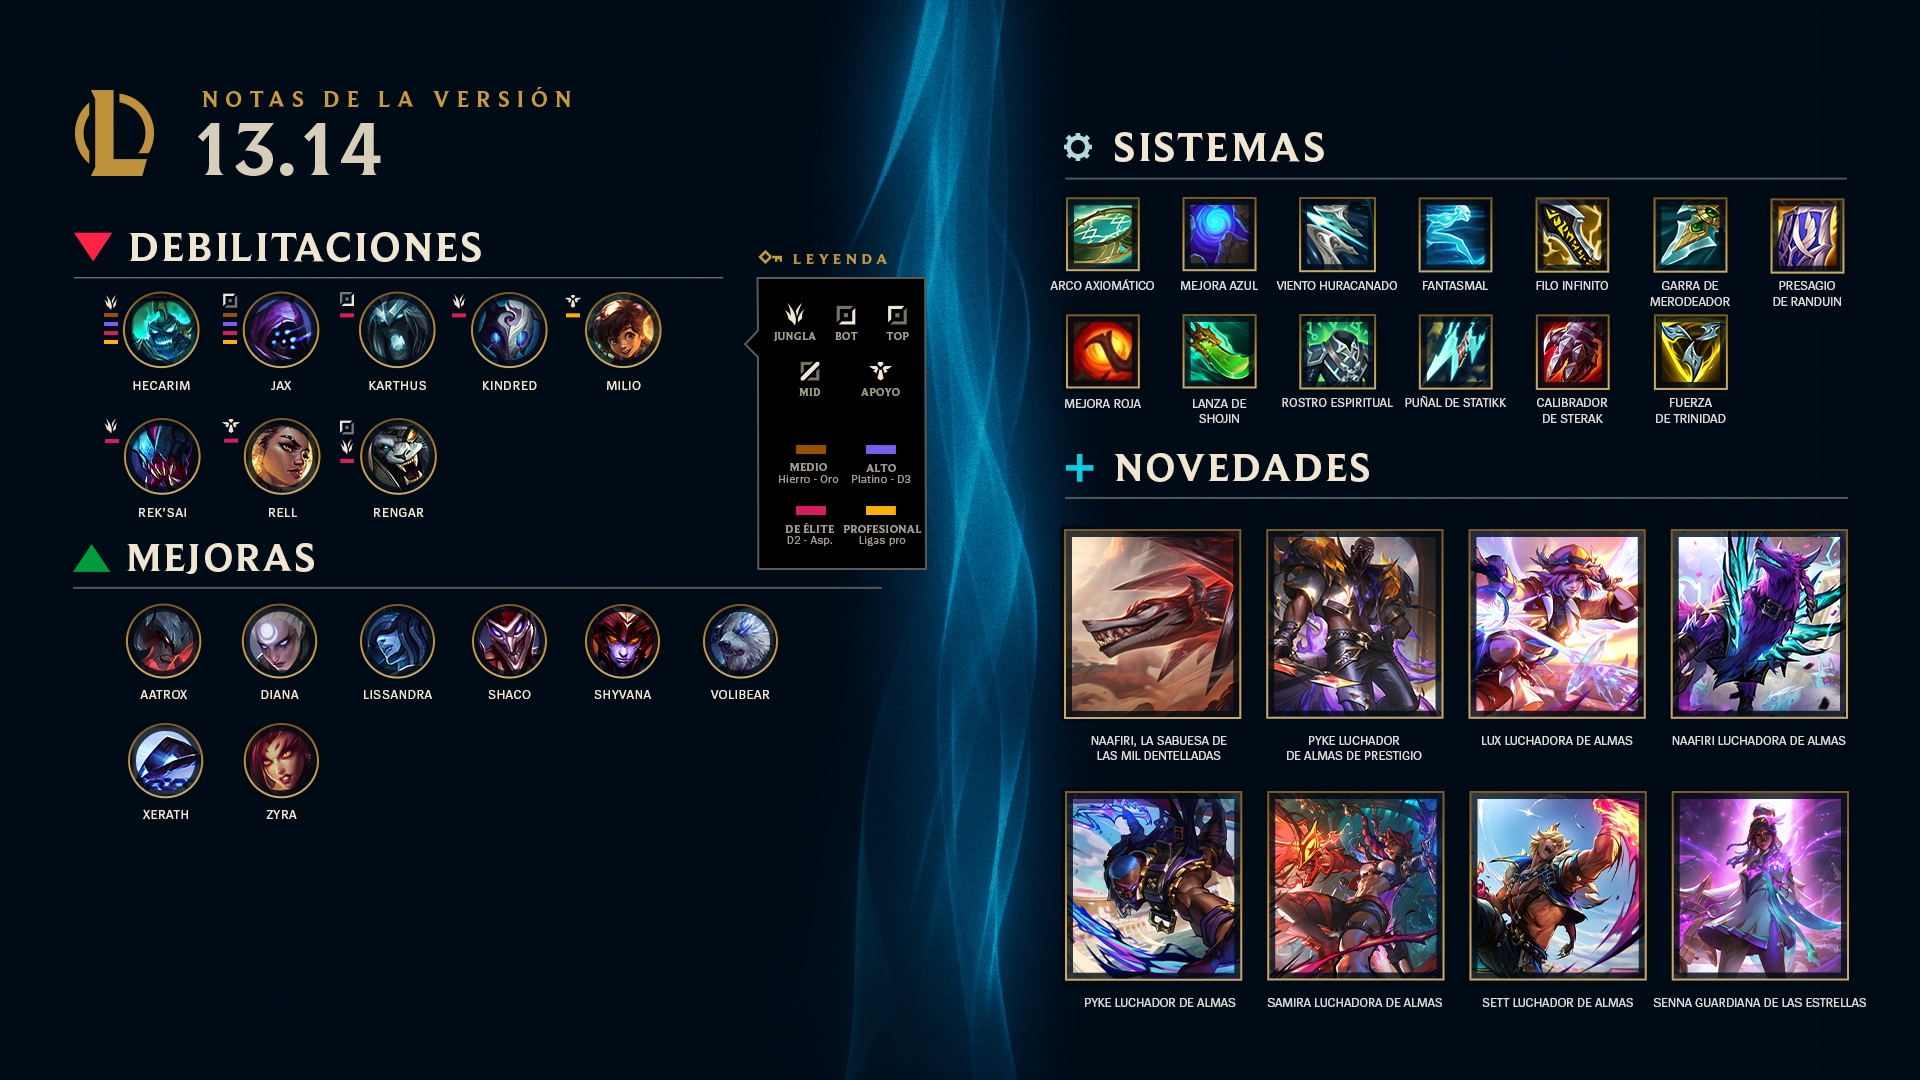 NOTAS DE LA VERSIÓN
13.14
DEBILITACIONES
HECARIM
JAX
KARTHUS
KINDRED
MILIO
REK'SAI
RELL
RENGAR
LEYENDA
JUNGLA
BOT
TOP
MID
APOYO
MEDIO
Hierro - Oro
ALTO
Platino - D3
DE ÉLITE
D2 - Asp.
PROFESIONAL
Ligas pro
MEJORAS
AATROX
DIANA
LISSANDRA
SHACO
SHYVANA
VOLIBEAR
XERATH
ZYRA
SISTEMAS
ARCO AXIOMÁTICO
MEJORA AZUL
VIENTO HURACANADO
FANTASMAL
FILO INFINITO
GARRA DE
MERODEADOR
PRESAGIO
DE RANDUIN
MEJORA ROJA
LANZA DE
SHOJIN
ROSTRO ESPIRITUAL
PUÑAL DE STATIKK
CALIBRADOR
DE STERAK
FUERZA
DE TRINIDAD
NOVEDADES
NAAFIRI, LA SABUESA DE
LAS MIL DENTELLADAS
PYKE LUCHADOR
DE ALMAS DE PRESTIGIO
LUX LUCHADORA DE ALMAS
NAAFIRI LUCHADORA DE ALMAS
PYKE LUCHADOR DE ALMAS
SAMIRA LUCHADORA DE ALMAS
SETT LUCHADOR DE ALMAS
SENNA GUARDIANA DE LAS ESTRELLAS